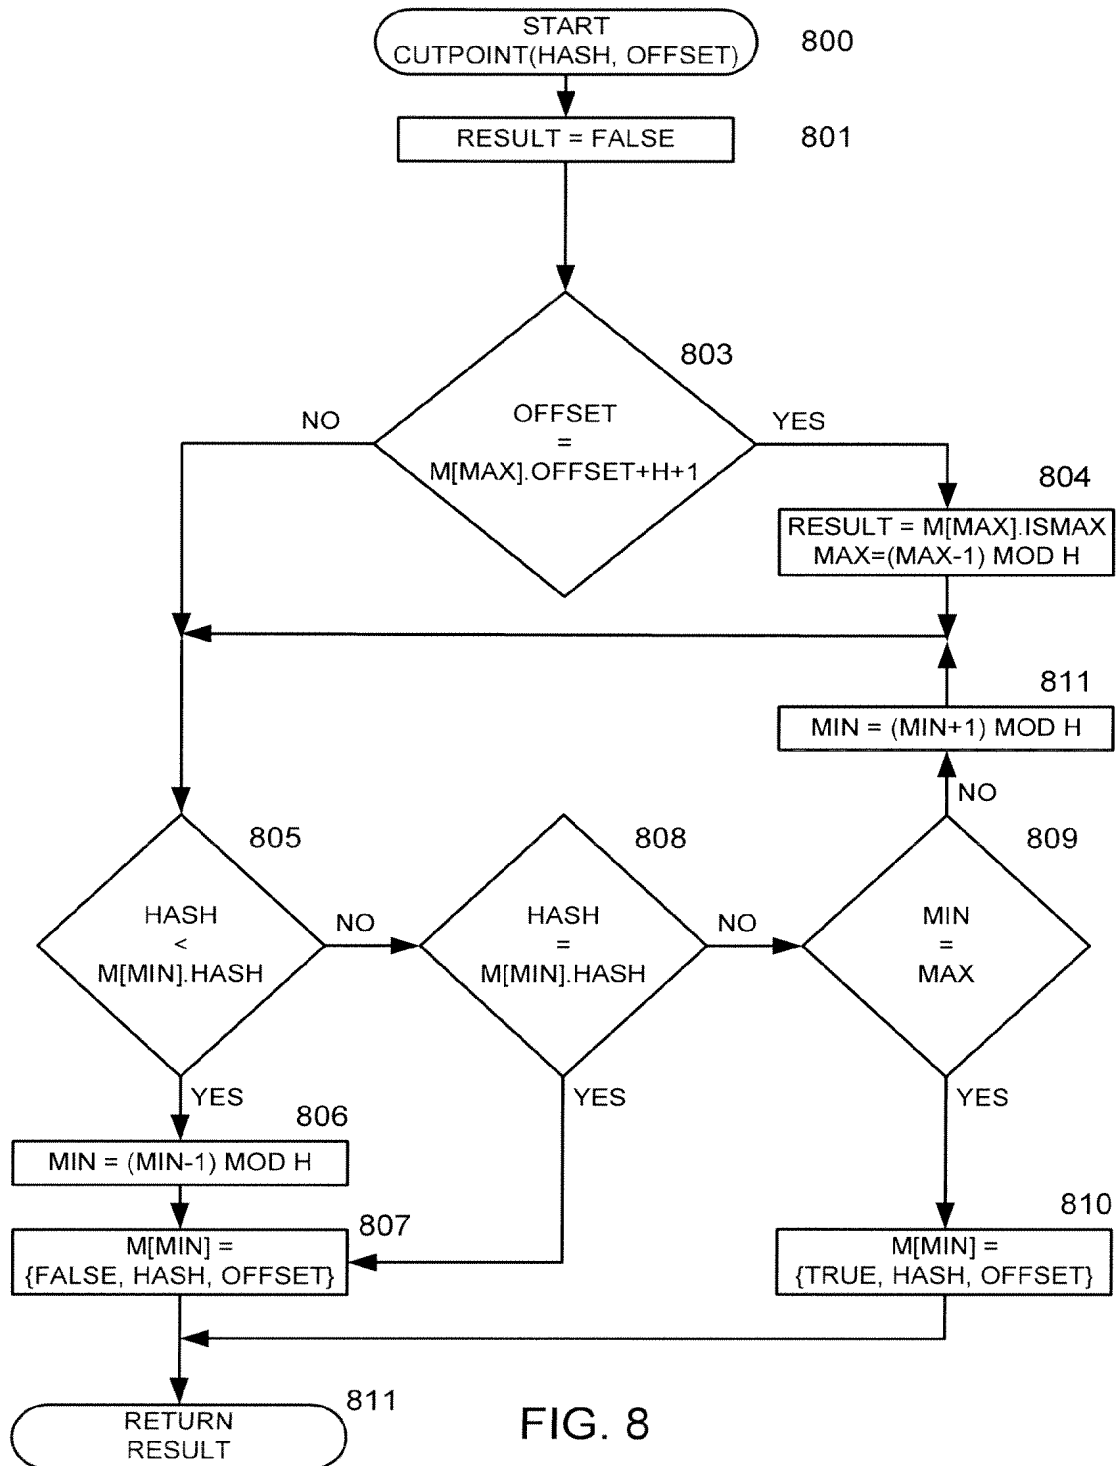 START
CUTPOINT(HASH, OFFSET)
800
RESULT = FALSE
801
803
OFFSET
=
M[MAX].OFFSET+H+1
NO
YES
804
RESULT = M[MAX].ISMAX
MAX=(MAX-1) MOD H
811
MIN = (MIN+1) MOD H
NO
805
HASH
<
M[MIN].HASH
NO
808
HASH
=
M[MIN].HASH
NO
809
MIN
=
MAX
YES
806
MIN = (MIN-1) MOD H
YES
YES
807
M[MIN] =
{FALSE, HASH, OFFSET}
810
M[MIN] =
{TRUE, HASH, OFFSET}
811
RETURN
RESULT
FIG. 8